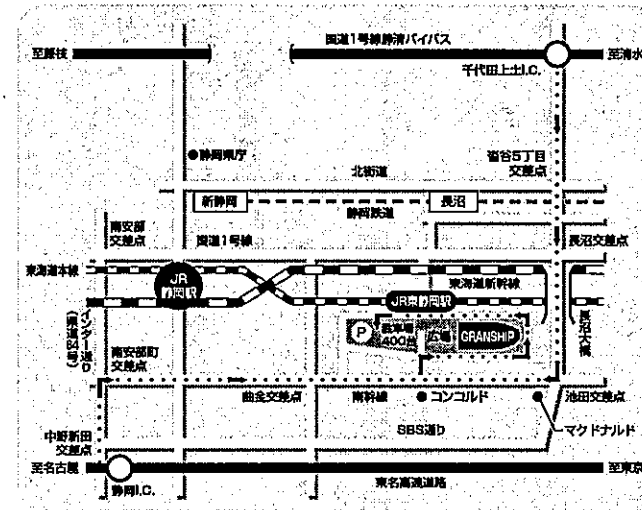 国道1号線静清バイパス
至藤枝
至清水
千代田上土I.C.
静岡県庁
沓谷5丁目
交差点
北街道
新静岡
長沼
静岡鉄道
南安部
交差点
国道1号線
長沼交差点
東海道本線
JR
静岡駅
東海道新幹線
JR東静岡駅
インター通り
(県道84号)
P
駐車場
400台
広場
GRANSHIP
長沼大橋
南安部町
交差点
曲金交差点
南幹線
コンコルド
池田交差点
中野新田
交差点
SBS通り
マクドナルド
至名古屋
至東京
静岡I.C.
東名高速道路